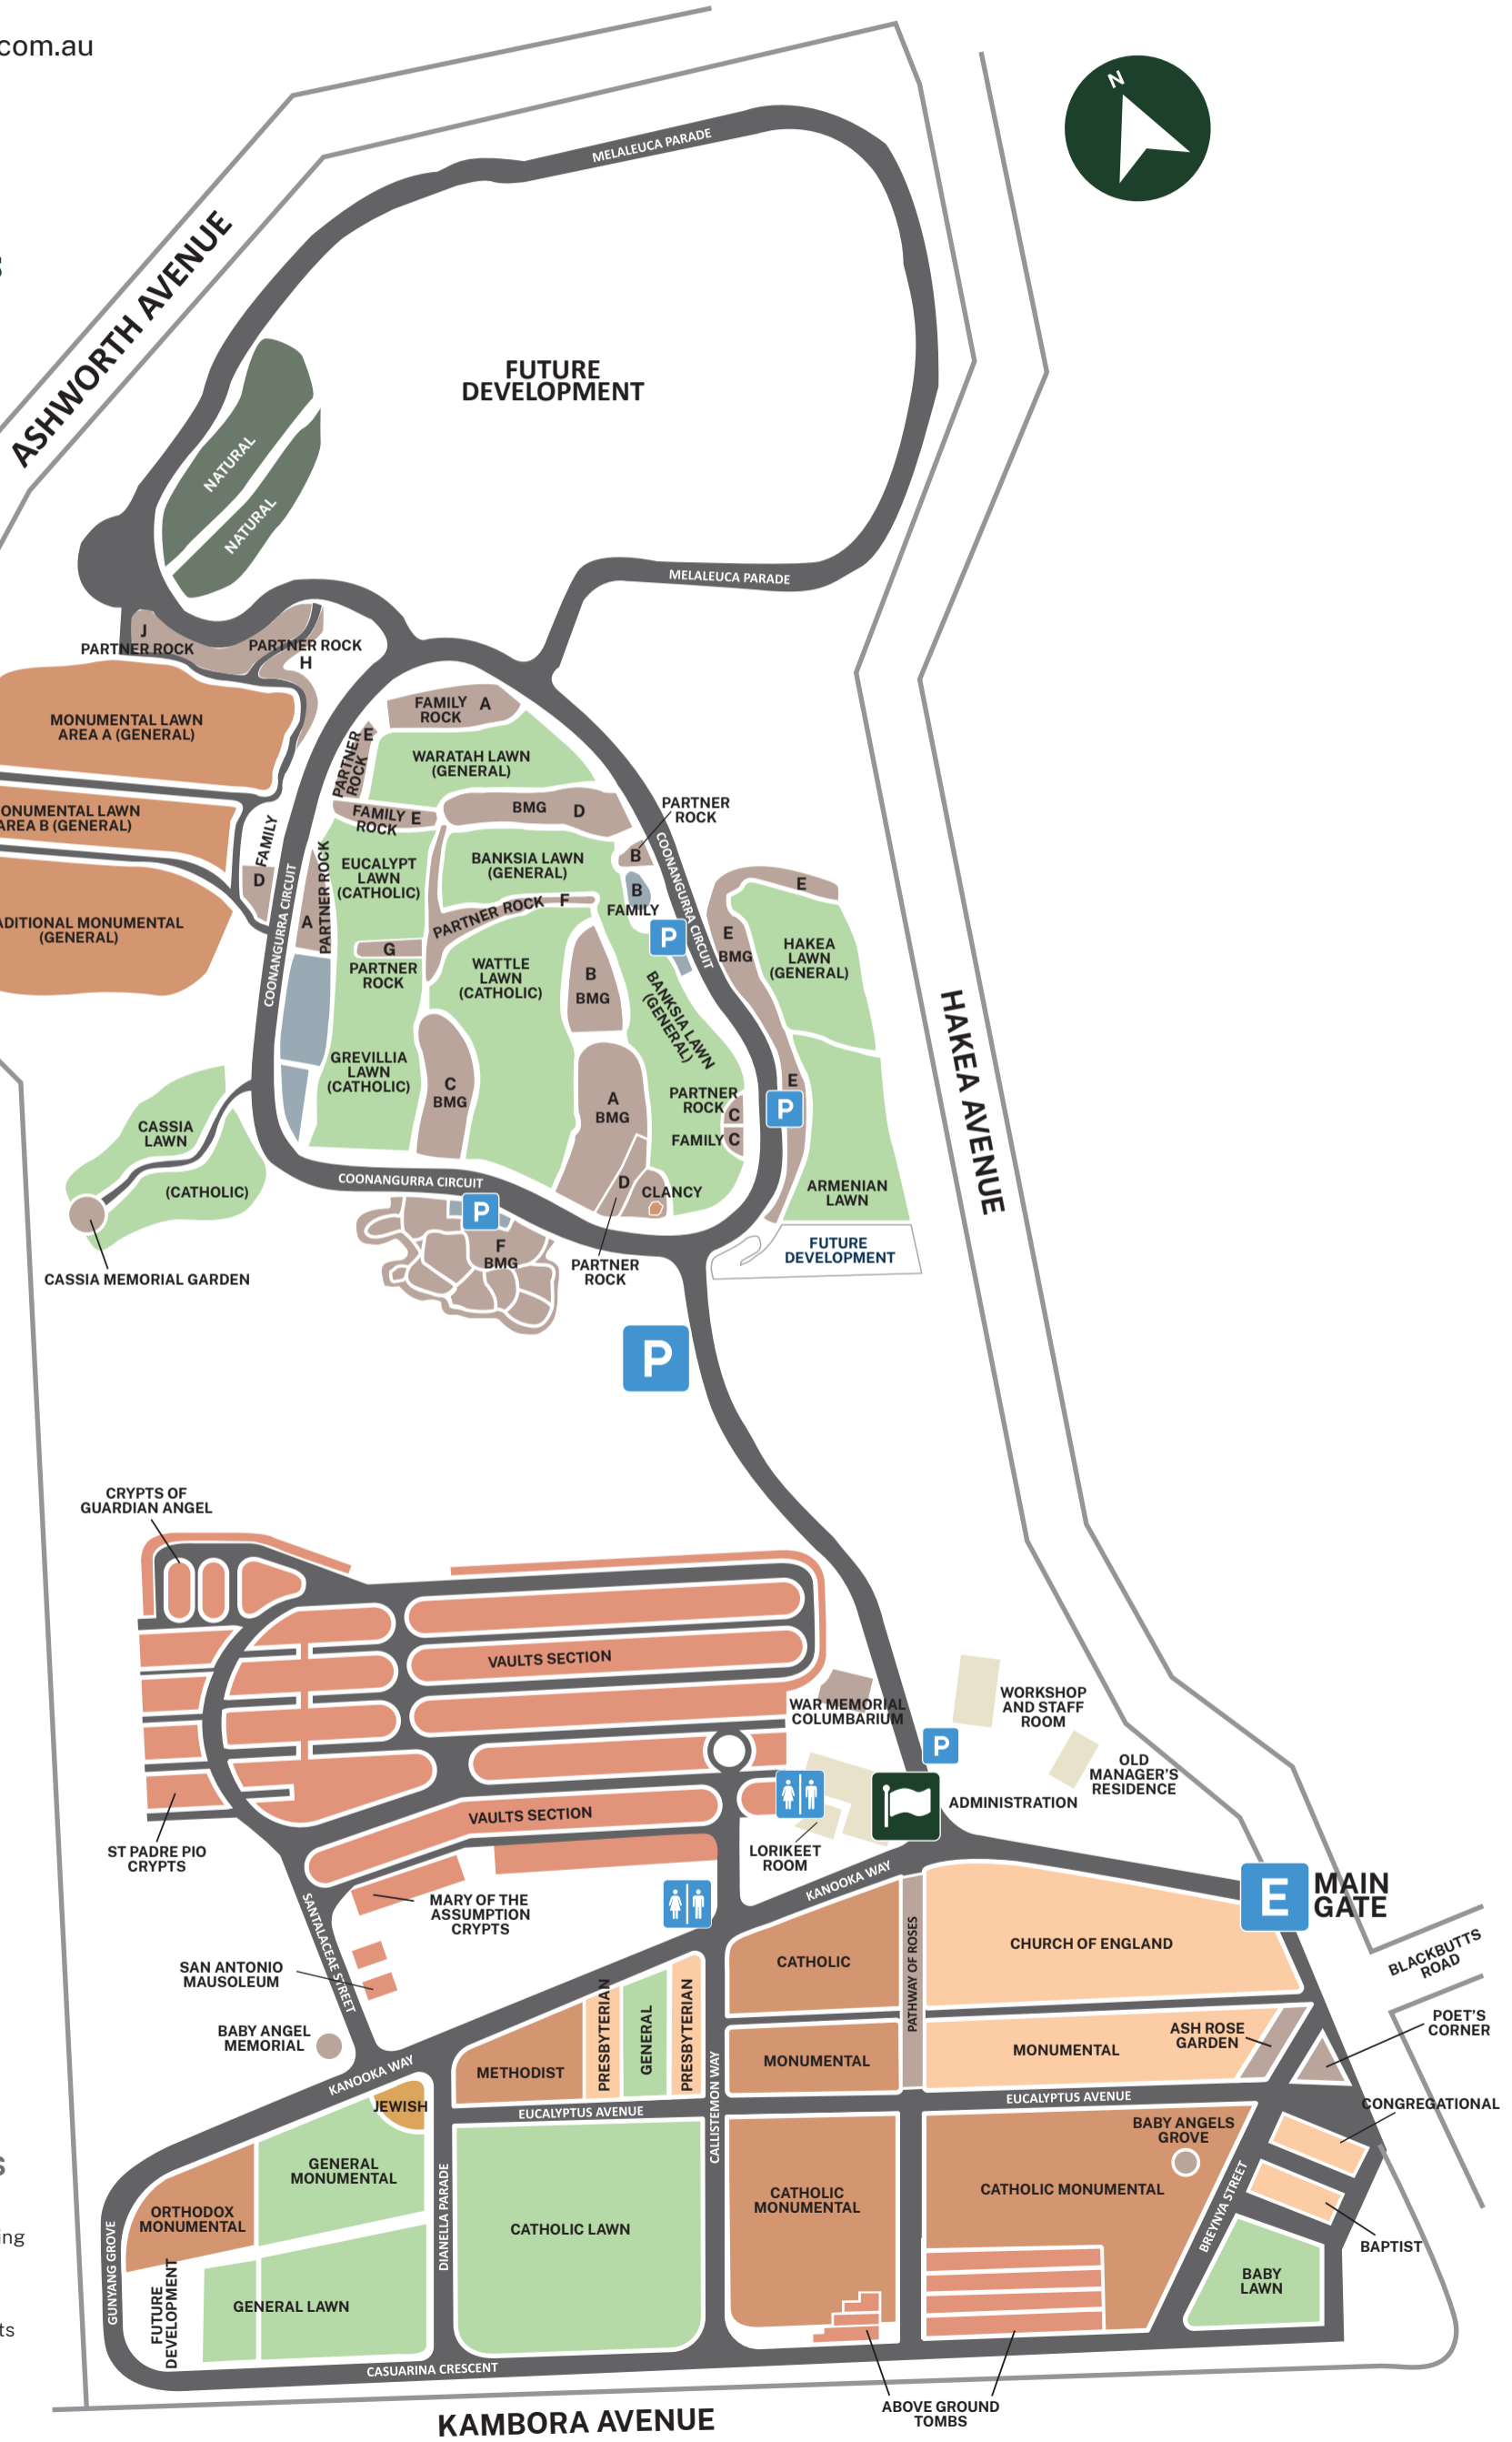 com.au
N
MELALEUCA PARADE
ASHWORTH AVENUE
FUTURE
DEVELOPMENT
NATURAL
NATURAL
MELALEUCA PARADE
J
PARTNER ROCK
PARTNER ROCK
H
MONUMENTAL LAWN
AREA A (GENERAL)
ONUMENTAL LAWN
AREA B (GENERAL)
ADITIONAL MONUMENTAL
(GENERAL)
FAMILY
D
COONANGURRA CIRCUIT
FAMILY
ROCK
A
E
PARTNER
ROCK
WARATAH LAWN
(GENERAL)
FAMILY
ROCK
E
BMG
D
PARTNER
ROCK
B
COONANGURRA CIRCUIT
EUCALYPT
LAWN
(CATHOLIC)
BANKSIA LAWN
(GENERAL)
B
FAMILY
PARTNER ROCK
A
PARTNER ROCK
F
P
G
PARTNER
ROCK
WATTLE
LAWN
(CATHOLIC)
B
BMG
BANKSIA LAWN
(GENERAL)
E
E
BMG
HAKEA
LAWN
(GENERAL)
HAKEA AVENUE
GREVILLIA
LAWN
(CATHOLIC)
C
BMG
A
BMG
PARTNER
ROCK
C
FAMILY
C
E
P
CASSIA
LAWN
(CATHOLIC)
CASSIA MEMORIAL GARDEN
COONANGURRA CIRCUIT
D
CLANCY
ARMENIAN
LAWN
P
F
BMG
PARTNER
ROCK
FUTURE
DEVELOPMENT
P
CRYPTS OF
GUARDIAN ANGEL
VAULTS SECTION
WAR MEMORIAL
COLUMBARIUM
WORKSHOP
AND STAFF
ROOM
P
OLD
MANAGER'S
RESIDENCE
ADMINISTRATION
VAULTS SECTION
ST PADRE PIO
CRYPTS
LORIKEET
ROOM
KANOOKA WAY
E
MAIN
GATE
MARY OF THE
ASSUMPTION
CRYPTS
SANTALACEAE STREET
SAN ANTONIO
MAUSOLEUM
BABY ANGEL
MEMORIAL
KANOOKA WAY
CATHOLIC
PATHWAY OF ROSES
CHURCH OF ENGLAND
BLACKBUTTS
ROAD
METHODIST
PRESBYTERIAN
GENERAL
PRESBYTERIAN
CALLISTEMON WAY
MONUMENTAL
MONUMENTAL
ASH ROSE
GARDEN
POET'S
CORNER
JEWISH
EUCALYPTUS AVENUE
EUCALYPTUS AVENUE
CONGREGATIONAL
BABY ANGELS
GROVE
GENERAL
MONUMENTAL
DIANELLA PARADE
CATHOLIC
MONUMENTAL
CATHOLIC MONUMENTAL
BREYNYA STREET
ORTHODOX
MONUMENTAL
CATHOLIC LAWN
BAPTIST
GUNYANG GROVE
FUTURE
DEVELOPMENT
GENERAL LAWN
BABY
LAWN
CASUARINA CRESCENT
ABOVE GROUND
TOMBS
KAMBORA AVENUE
ing
ts